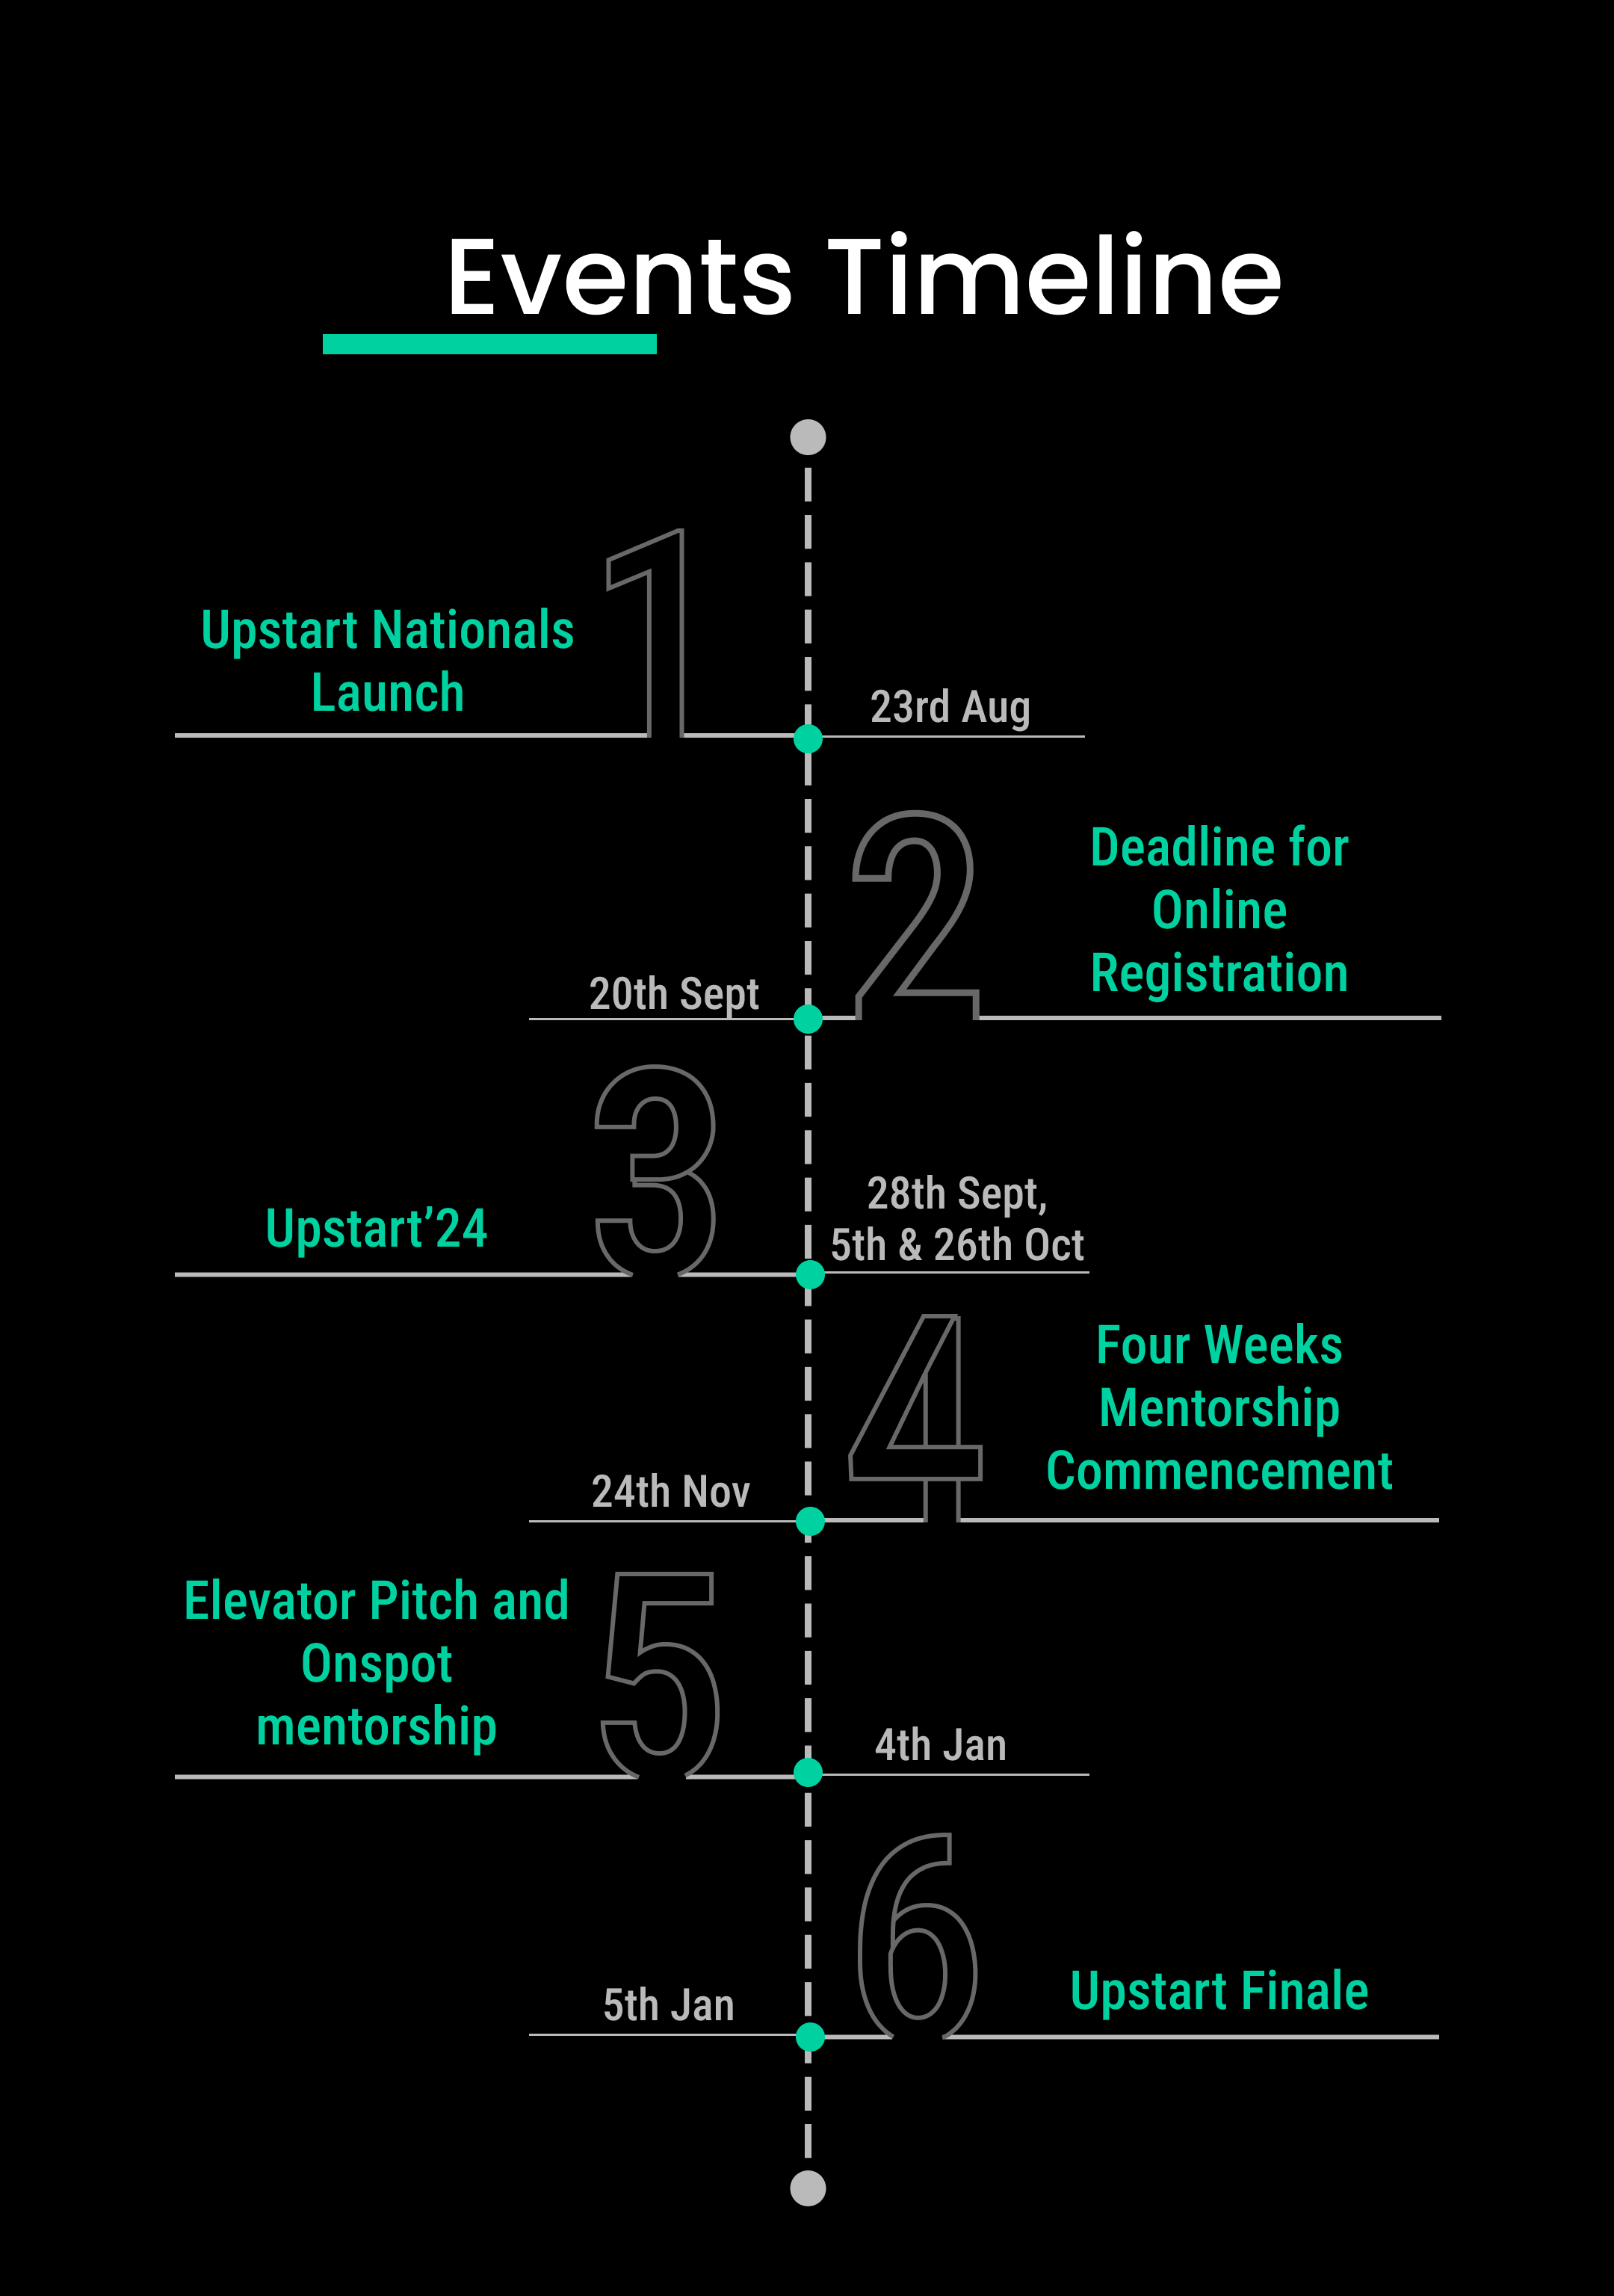 Events Timeline
1
Upstart Nationals
Launch
23rd Aug
2
Deadline for
Online
Registration
20th Sept
3
Upstart’24
28th Sept,
5th & 26th Oct
4
Four Weeks
Mentorship
Commencement
24th Nov
5
Elevator Pitch and
Onspot
mentorship
4th Jan
6
Upstart Finale
5th Jan